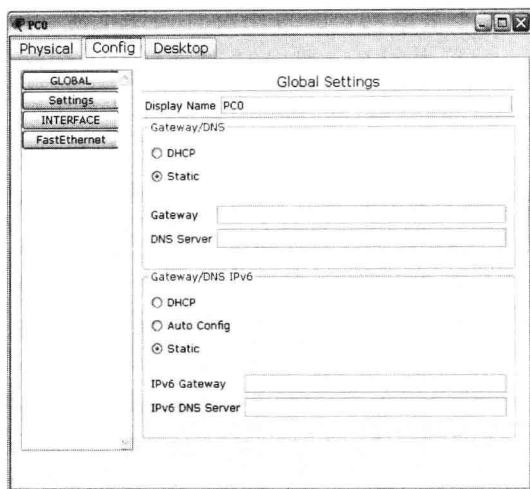 PC0
Physical Config Desktop
GLOBAL
Settings
INTERFACE
FastEthernet
Global Settings
Display Name PC0
Gateway/DNS
DHCP
Static
Gateway
DNS Server
Gateway/DNS IPv6
DHCP
Auto Config
Static
IPv6 Gateway
IPv6 DNS Server